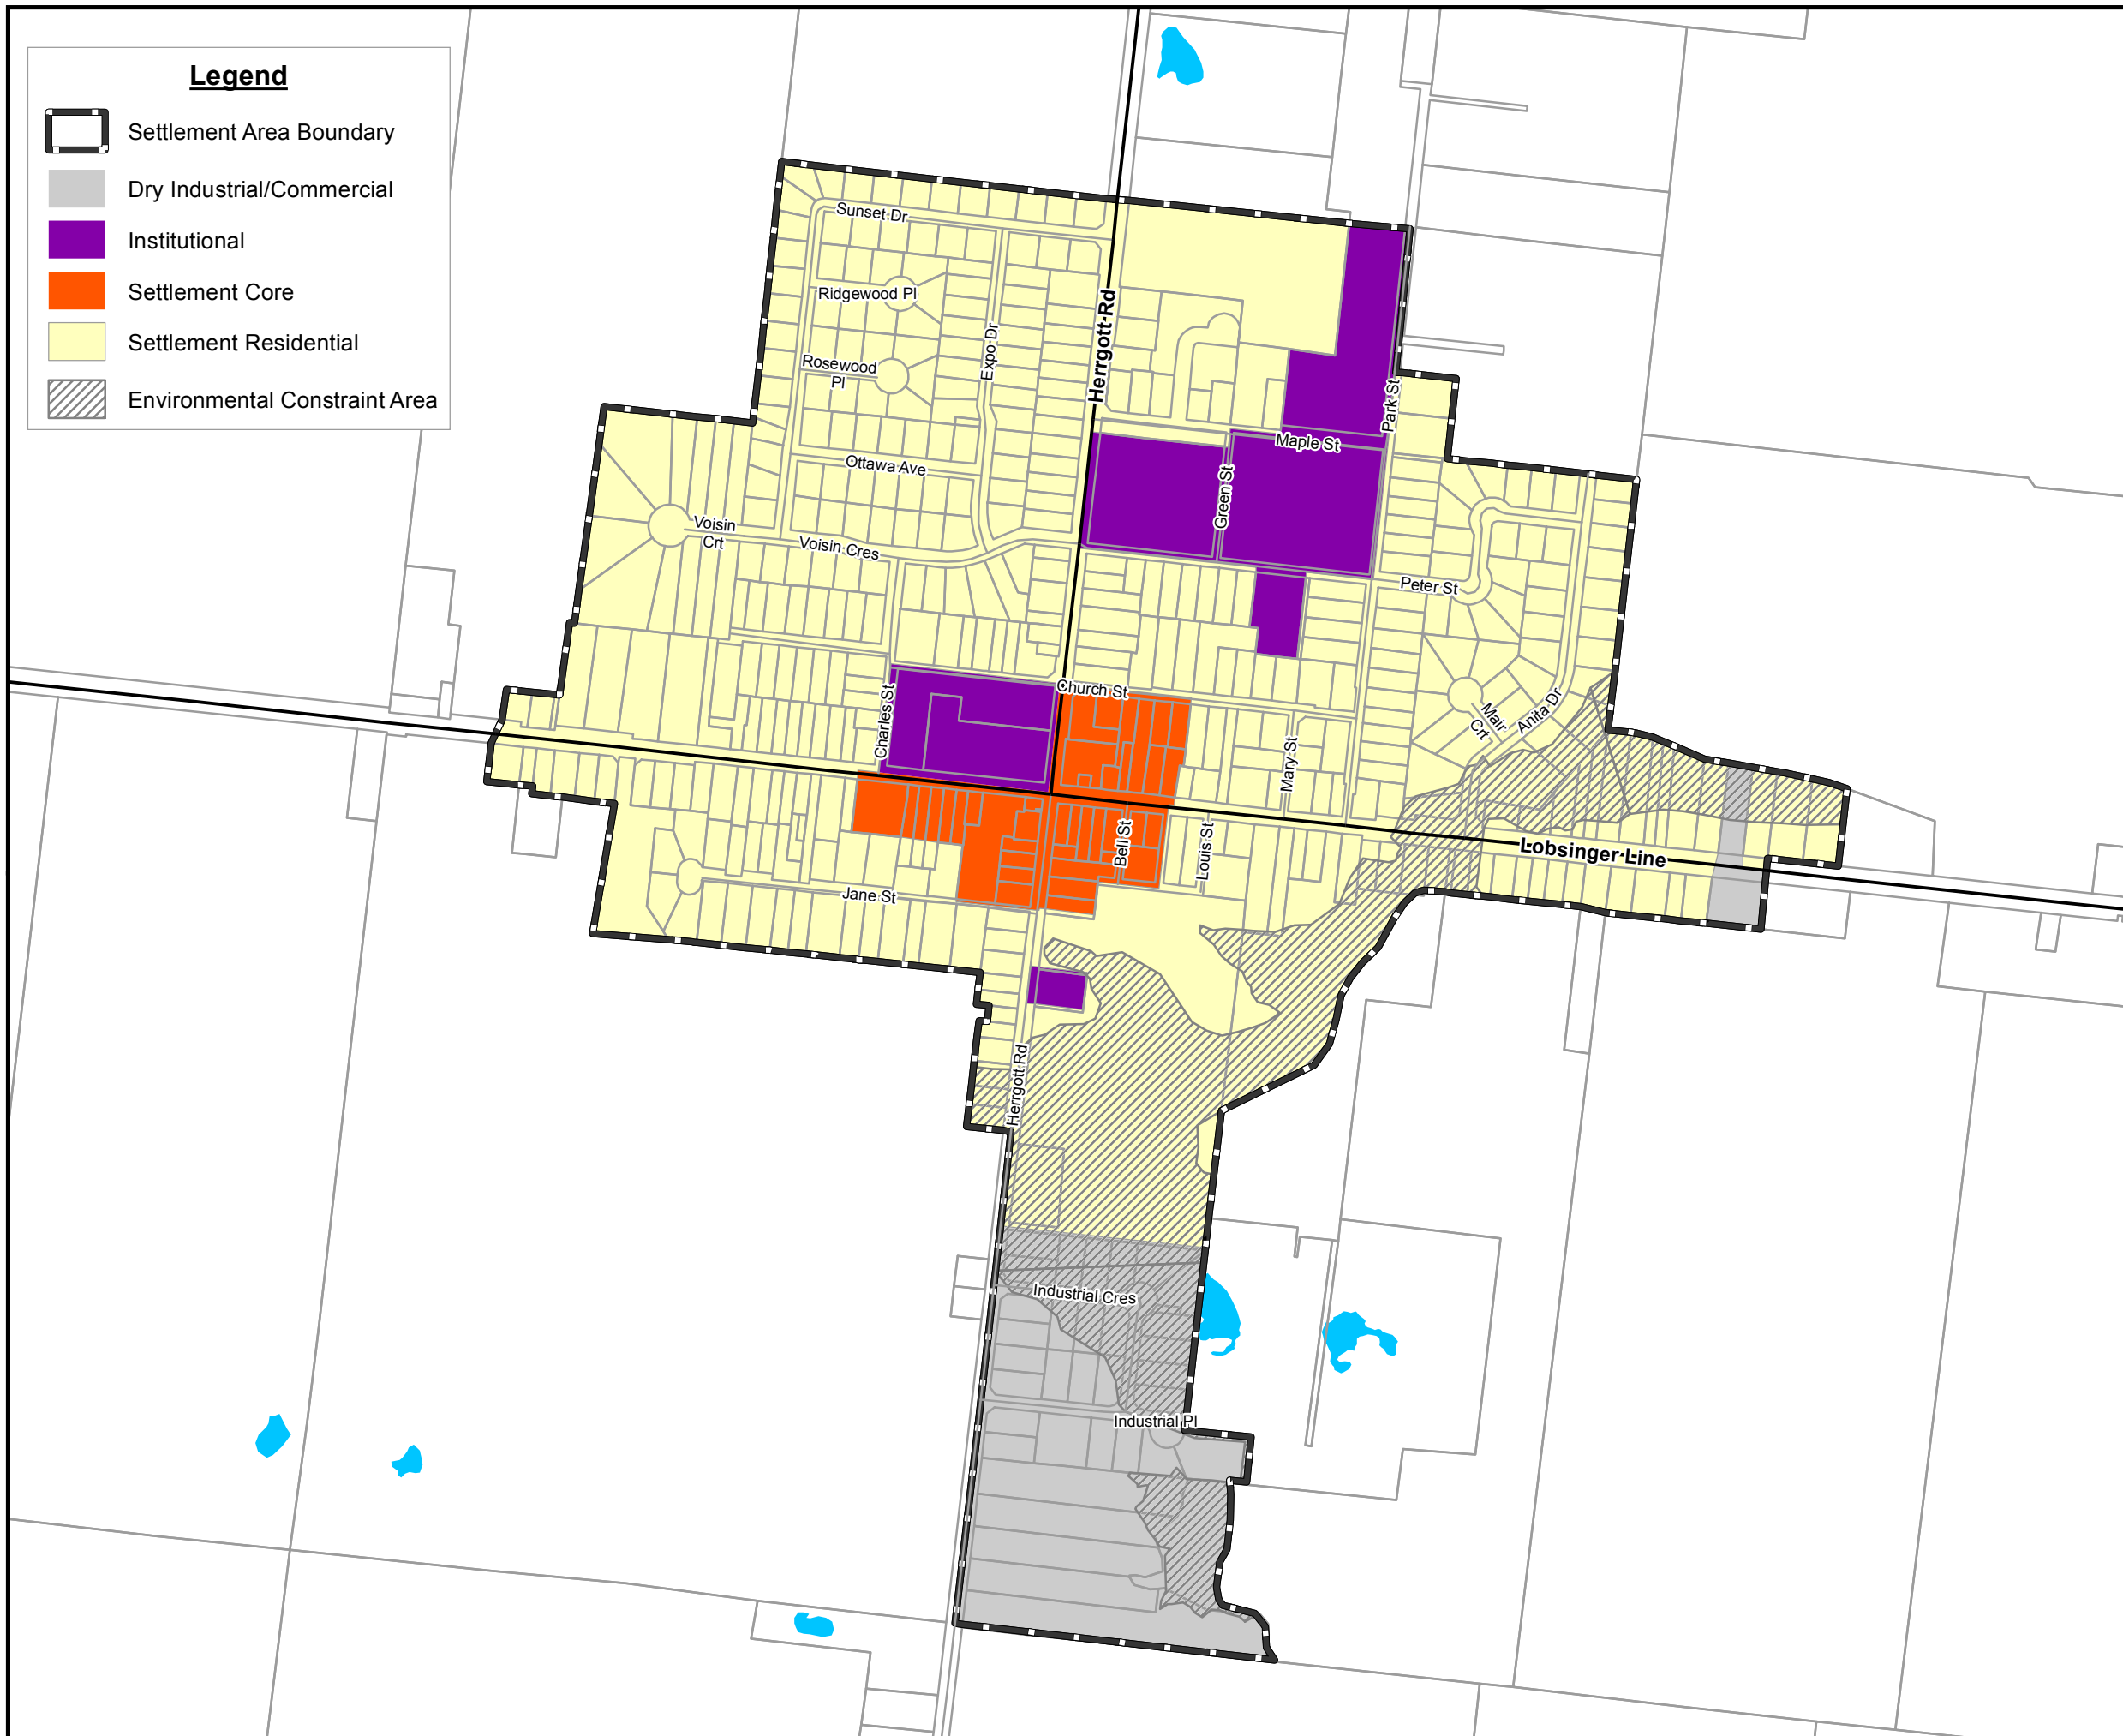 Legend
Settlement Area Boundary
Dry Industrial/Commercial
Institutional
Settlement Core
Settlement Residential
Environmental Constraint Area
Sunset Dr
Ridgewood Pl
Herrgott Rd
Expo Dr
Rosewood
Pl
Park St
Maple St
Ottawa Ave
Green St
Voisin
Crt
Voisin Cres
Peter St
Church St
Charles St
Mair
Crt
Anita Dr
Mary St
Bell St
Louis St
Lobsinger Line
Jane St
Herrgott Rd
Industrial Cres
Industrial Pl